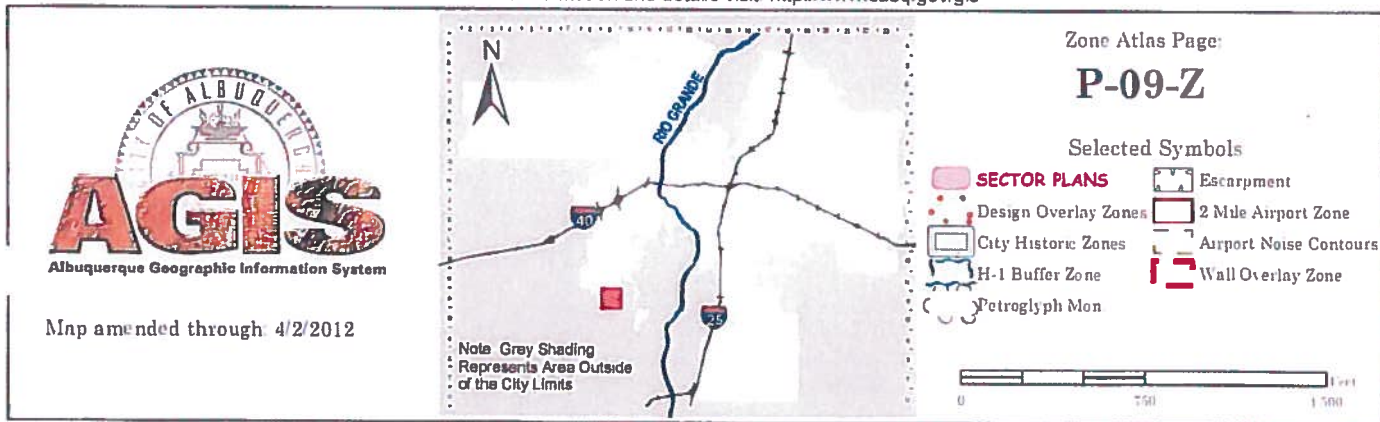 CITY OF ALBUQUERQUE
AGIS
Albuquerque Geographic Information System
Map amended through: 4/2/2012
N
RIO GRANDE
40
25
Note Grey Shading
Represents Area Outside
of the City Limits
Zone Atlas Page:
P-09-Z
Selected Symbols
SECTOR PLANS
Escarpment
Design Overlay Zones
2 Mile Airport Zone
City Historic Zones
Airport Noise Contours
H-1 Buffer Zone
Wall Overlay Zone
Petroglyph Mon
Feet
0 750 1,500